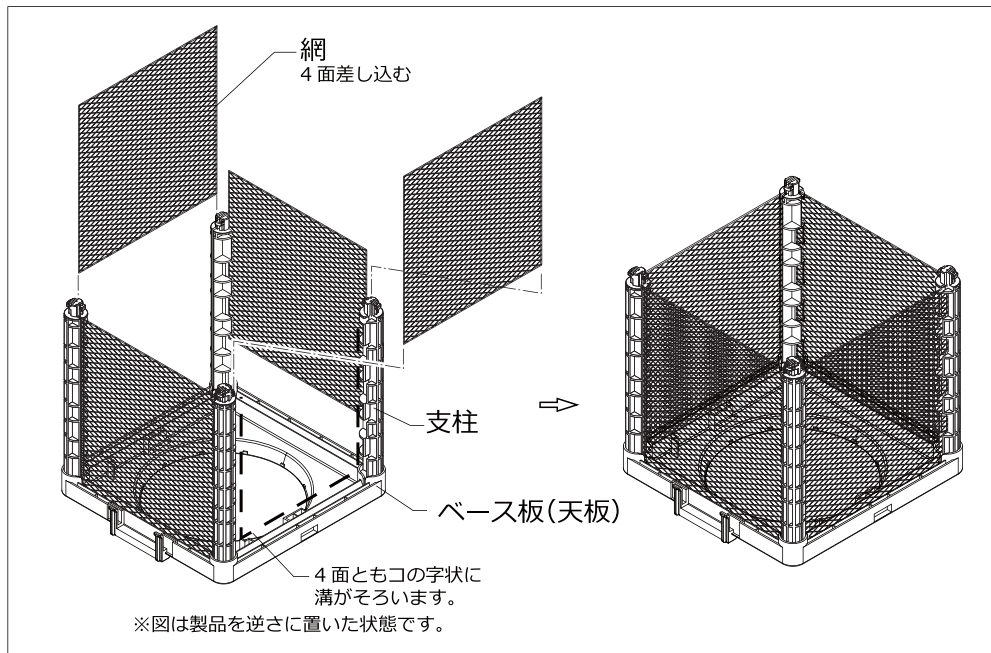 網
4 面差し込む
支柱
ベース板(天板)
4 面ともコの字状に
溝がそろいます。
※図は製品を逆さに置いた状態です。